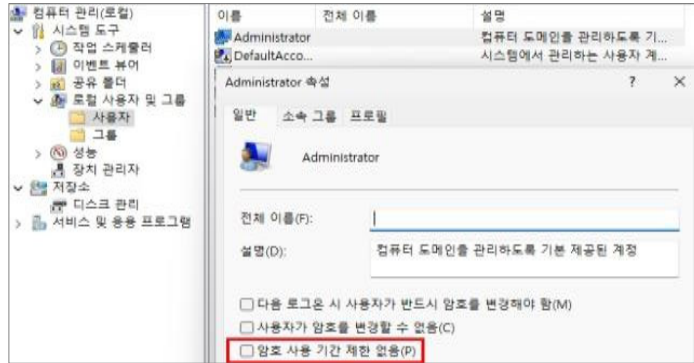 컴퓨터 관리(로컬)
시스템 도구
작업 스케줄러
이벤트 뷰어
공유 폴더
로컬 사용자 및 그룹
사용자
그룹
성능
장치 관리자
저장소
디스크 관리
서비스 및 응용 프로그램
이름 전체 이름 설명
Administrator 컴퓨터 도메인을 관리하도록 기...
DefaultAcco... 시스템에서 관리하는 사용자 계...
Administrator 속성 ? ×
일반 소속 그룹 프로필
Administrator
전체 이름(F):
설명(D): 컴퓨터 도메인을 관리하도록 기본 제공된 계정
다음 로그온 시 사용자가 반드시 암호를 변경해야 함(M)
사용자가 암호를 변경할 수 없음(C)
암호 사용 기간 제한 없음(P)